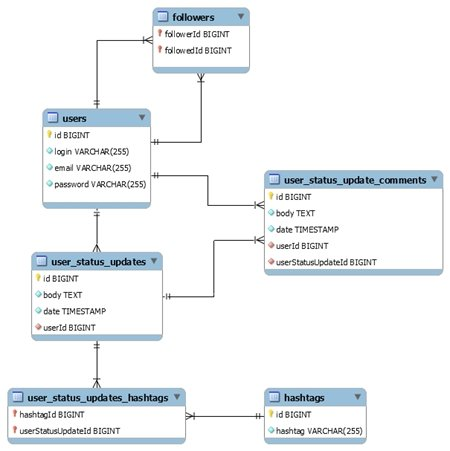 followers
followerId BIGINT
followedId BIGINT
users
id BIGINT
login VARCHAR(255)
email VARCHAR(255)
password VARCHAR(255)
user_status_update_comments
id BIGINT
body TEXT
date TIMESTAMP
userId BIGINT
userStatusUpdateId BIGINT
user_status_updates
id BIGINT
body TEXT
date TIMESTAMP
userId BIGINT
user_status_updates_hashtags
hashtagId BIGINT
userStatusUpdateId BIGINT
hashtags
id BIGINT
hashtag VARCHAR(255)